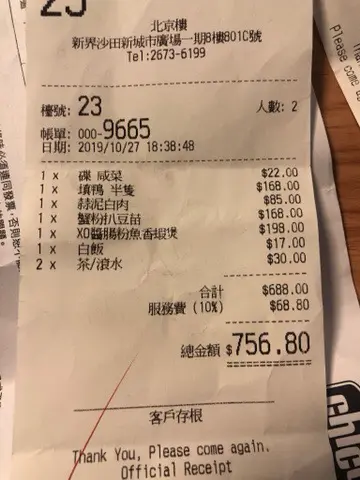 25
北京樓
新界沙田新城市廣場一期8樓801C號
Tel:2673-6199
檯號: 23 人數: 2
帳單: 000-9665
日期: 2019/10/27 18:38:48
1 x 碟 咸菜 $22.00
1 x 填鴨 半隻 $168.00
1 x 蒜泥白肉 $85.00
1 x 蟹粉扒豆苗 $168.00
1 x XO醬腸粉魚香蝦煲 $198.00
1 x 白飯 $17.00
2 x 茶/滾水 $30.00
合計 $688.00
服務費 (10%) $68.80
總金額 $756.80
客戶存根
Thank You, Please come again.
Official Receipt
Please come